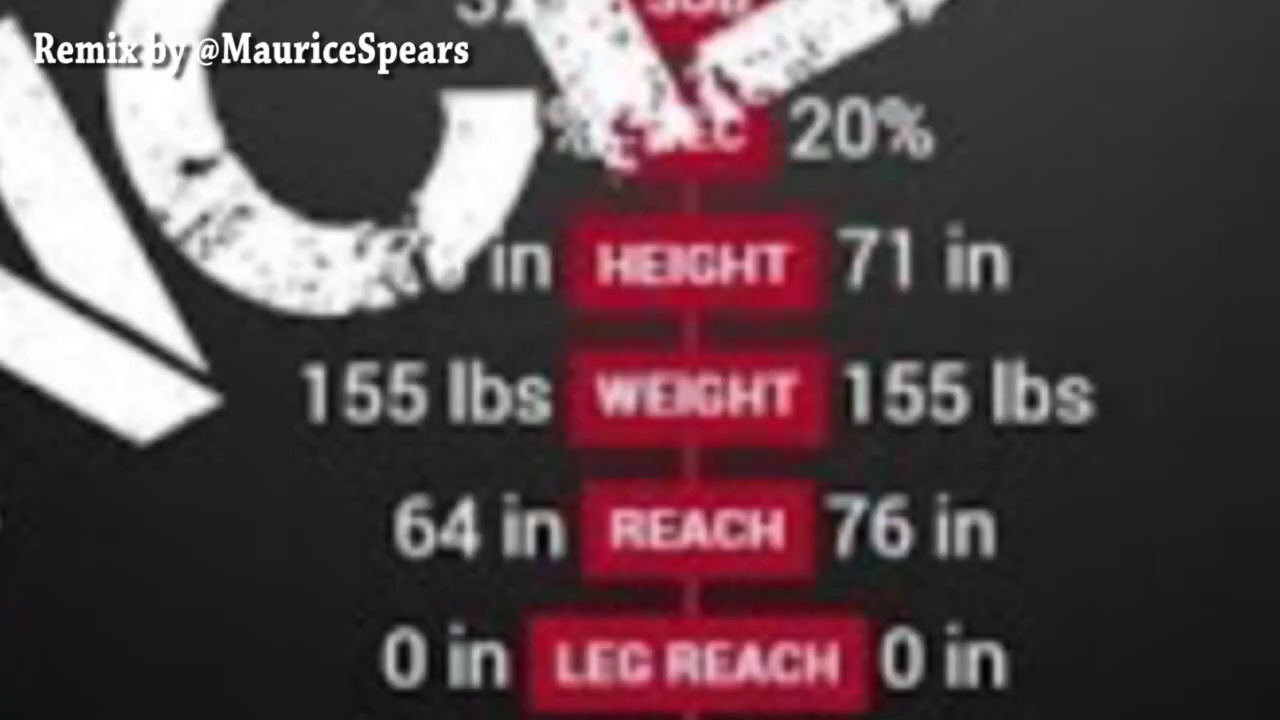 Remix by @MauriceSpears
20%
in HEIGHT 71 in
155 lbs WEIGHT 155 lbs
64 in REACH 76 in
0 in LEG REACH 0 in